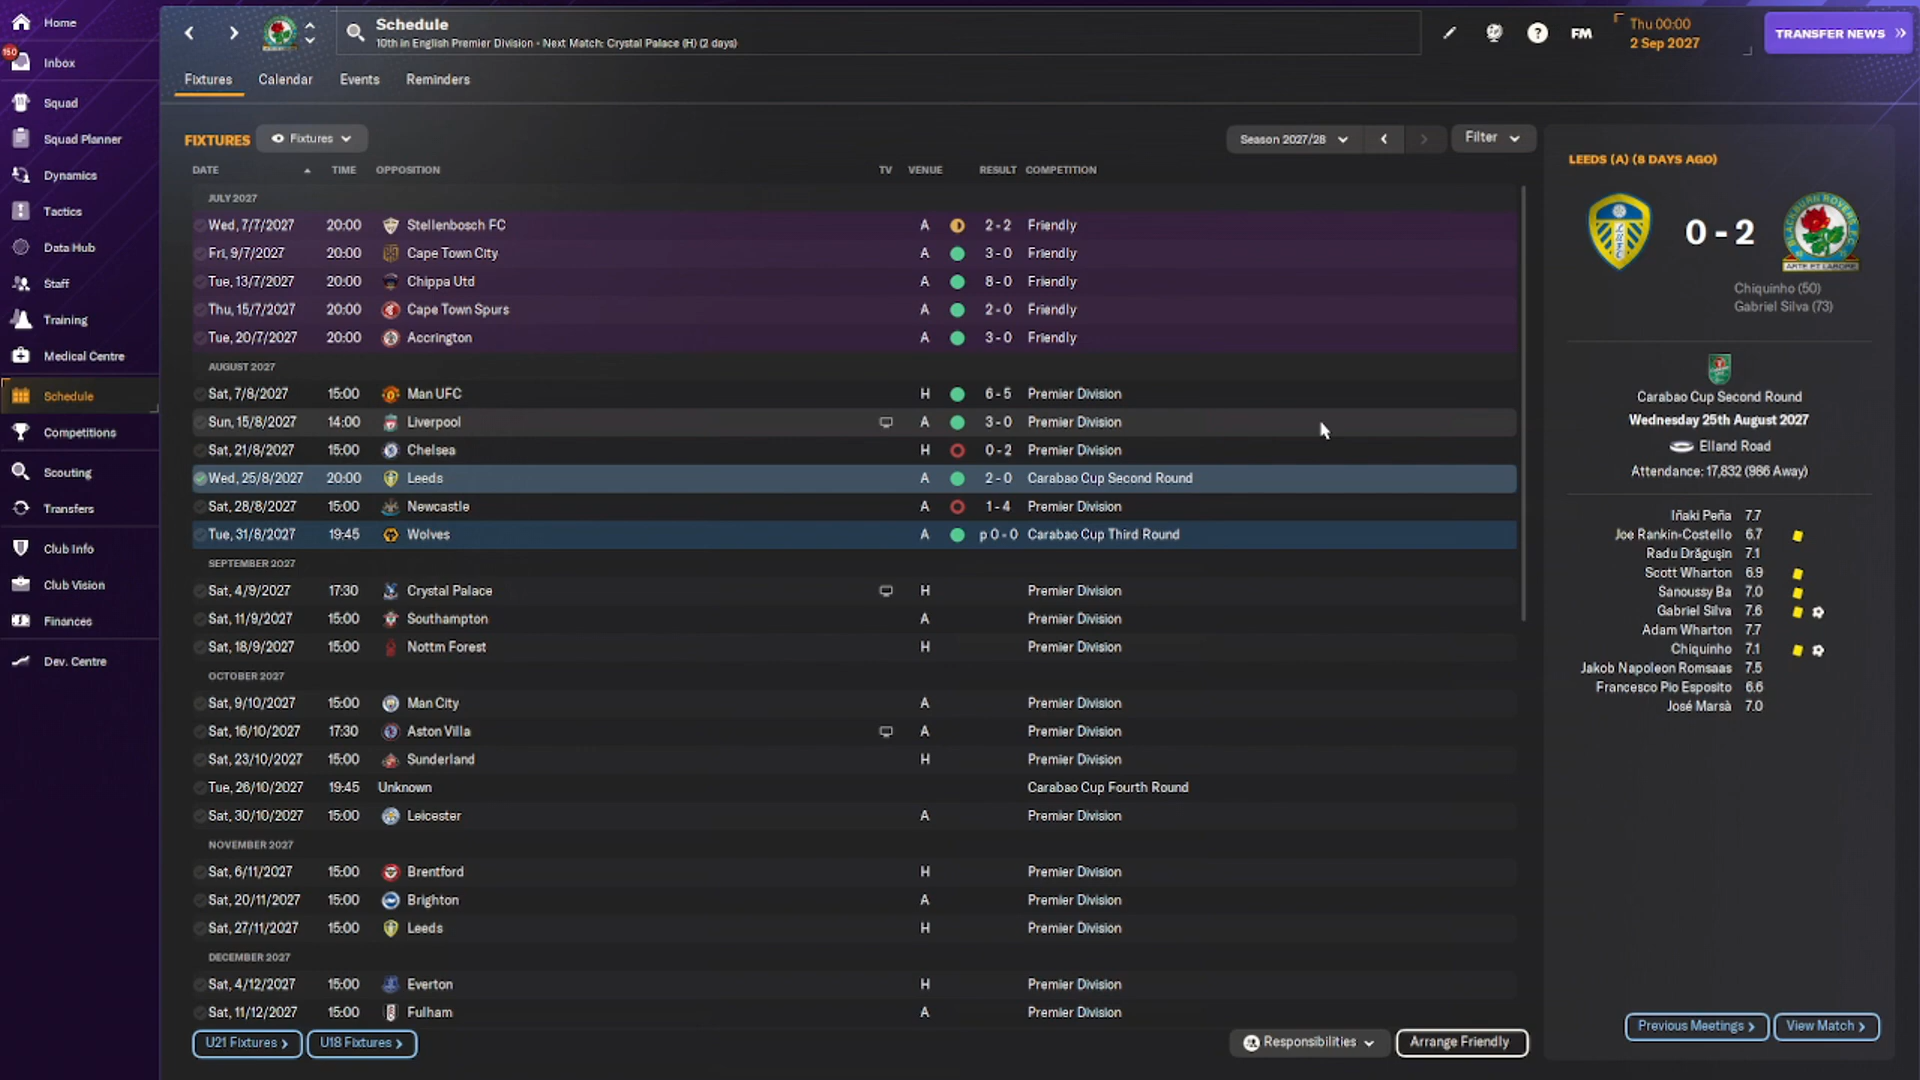 Home
150
Inbox
Squad
Squad Planner
Dynamics
Tactics
Data Hub
Staff
Training
Medical Centre
Schedule
Competitions
Scouting
Transfers
Club Info
Club Vision
Finances
Dev. Centre
Schedule
10th in English Premier Division - Next Match: Crystal Palace (H) (2 days)
? FM
Thu 00:00
2 Sep 2027
TRANSFER NEWS
Fixtures Calendar Events Reminders
FIXTURES Fixtures Season 2027/28 Filter
DATE TIME OPPOSITION TV VENUE RESULT COMPETITION
JULY 2027
Wed, 7/7/2027 20:00 Stellenbosch FC A 2 - 2 Friendly
Fri, 9/7/2027 20:00 Cape Town City A 3 - 0 Friendly
Tue, 13/7/2027 20:00 Chippa Utd A 8 - 0 Friendly
Thu, 15/7/2027 20:00 Cape Town Spurs A 2 - 0 Friendly
Tue, 20/7/2027 20:00 Accrington A 3 - 0 Friendly
AUGUST 2027
Sat, 7/8/2027 15:00 Man UFC H 6 - 5 Premier Division
Sun, 15/8/2027 14:00 Liverpool A 3 - 0 Premier Division
Sat, 21/8/2027 15:00 Chelsea H 0 - 2 Premier Division
Wed, 25/8/2027 20:00 Leeds A 2 - 0 Carabao Cup Second Round
Sat, 28/8/2027 15:00 Newcastle A 1 - 4 Premier Division
Tue, 31/8/2027 19:45 Wolves A p 0 - 0 Carabao Cup Third Round
SEPTEMBER 2027
Sat, 4/9/2027 17:30 Crystal Palace H Premier Division
Sat, 11/9/2027 15:00 Southampton A Premier Division
Sat, 18/9/2027 15:00 Nottm Forest H Premier Division
OCTOBER 2027
Sat, 9/10/2027 15:00 Man City A Premier Division
Sat, 16/10/2027 17:30 Aston Villa A Premier Division
Sat, 23/10/2027 15:00 Sunderland H Premier Division
Tue, 26/10/2027 19:45 Unknown Carabao Cup Fourth Round
Sat, 30/10/2027 15:00 Leicester A Premier Division
NOVEMBER 2027
Sat, 6/11/2027 15:00 Brentford H Premier Division
Sat, 20/11/2027 15:00 Brighton A Premier Division
Sat, 27/11/2027 15:00 Leeds H Premier Division
DECEMBER 2027
Sat, 4/12/2027 15:00 Everton H Premier Division
Sat, 11/12/2027 15:00 Fulham A Premier Division
U21 Fixtures U18 Fixtures Responsibilities Arrange Friendly
LEEDS (A) (8 DAYS AGO)
0 - 2
BLACKBURN ROVERS F.C.
ARTE ET LABORE
Chiquinho (50)
Gabriel Silva (73)
Carabao Cup Second Round
Wednesday 25th August 2027
Elland Road
Attendance: 17,832 (986 Away)
Iñaki Peña 7.7
Joe Rankin-Costello 6.7
Radu Drăgușin 7.1
Scott Wharton 6.9
Sanoussy Ba 7.0
Gabriel Silva 7.6
Adam Wharton 7.7
Chiquinho 7.1
Jakob Napoleon Romsaas 7.5
Francesco Pio Esposito 6.6
José Marsà 7.0
Previous Meetings View Match